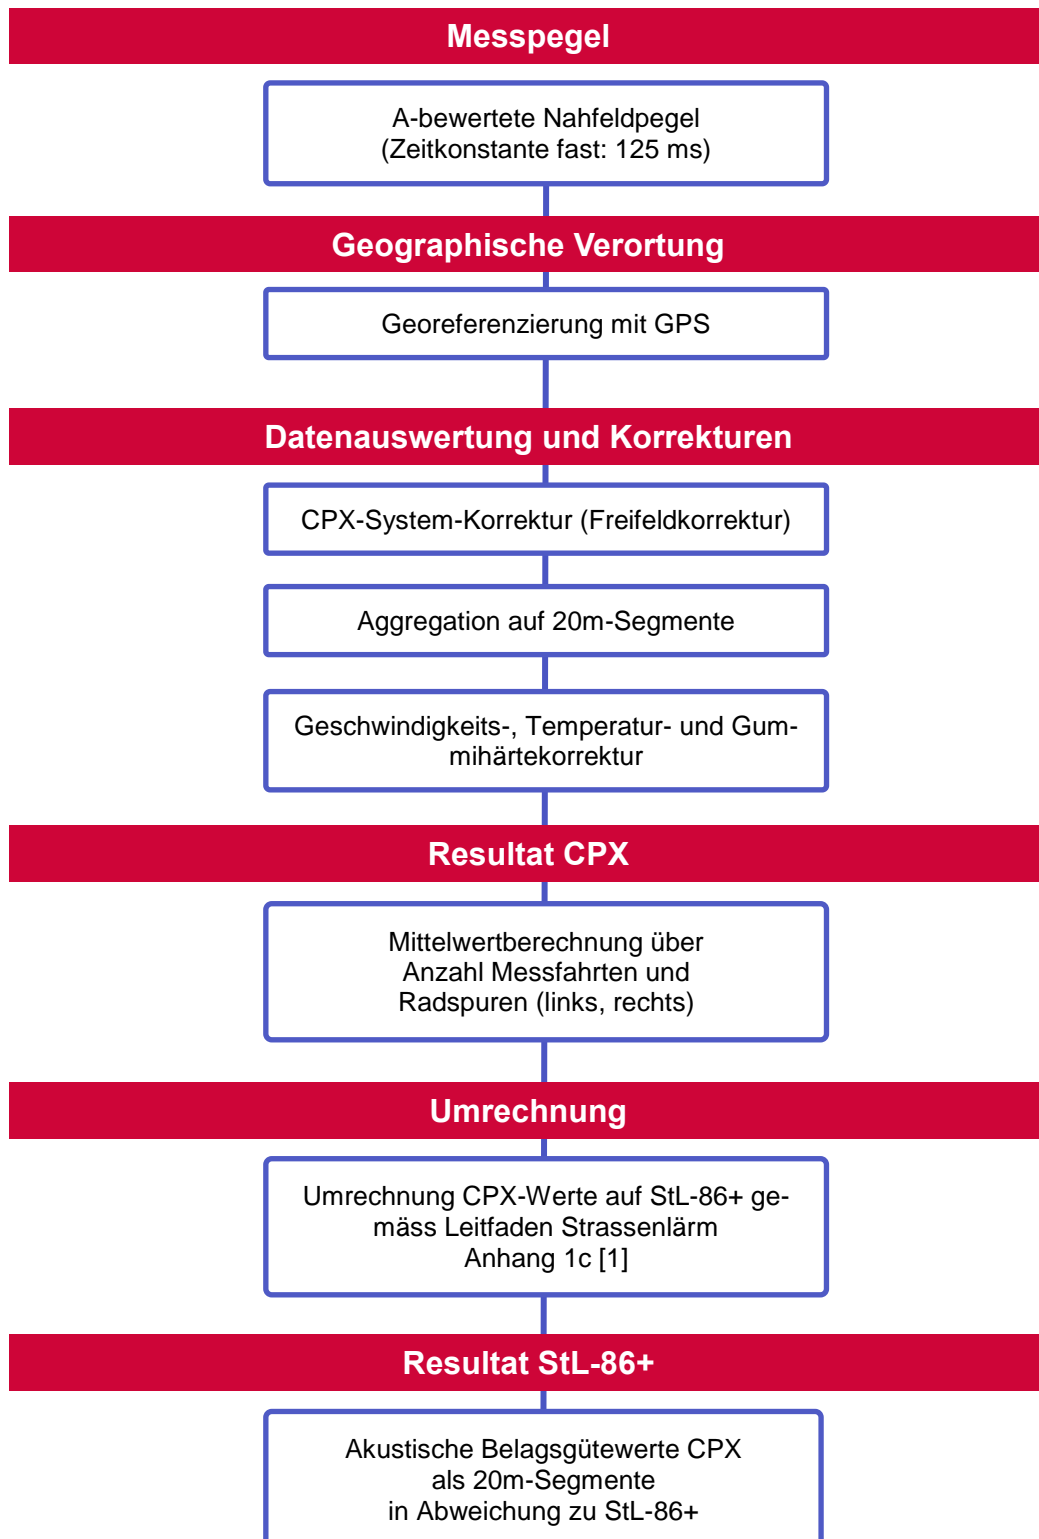 Messpegel
A-bewertete Nahfeldpegel
(Zeitkonstante fast: 125 ms)
Geographische Verortung
Georeferenzierung mit GPS
Datenauswertung und Korrekturen
CPX-System-Korrektur (Freifeldkorrektur)
Aggregation auf 20m-Segmente
Geschwindigkeits-, Temperatur- und Gum-
mihärtekorrektur
Resultat CPX
Mittelwertberechnung über
Anzahl Messfahrten und
Radspuren (links, rechts)
Umrechnung
Umrechnung CPX-Werte auf StL-86+ ge-
mäss Leitfaden Strassenlärm
Anhang 1c [1]
Resultat StL-86+
Akustische Belagsgütewerte CPX
als 20m-Segmente
in Abweichung zu StL-86+